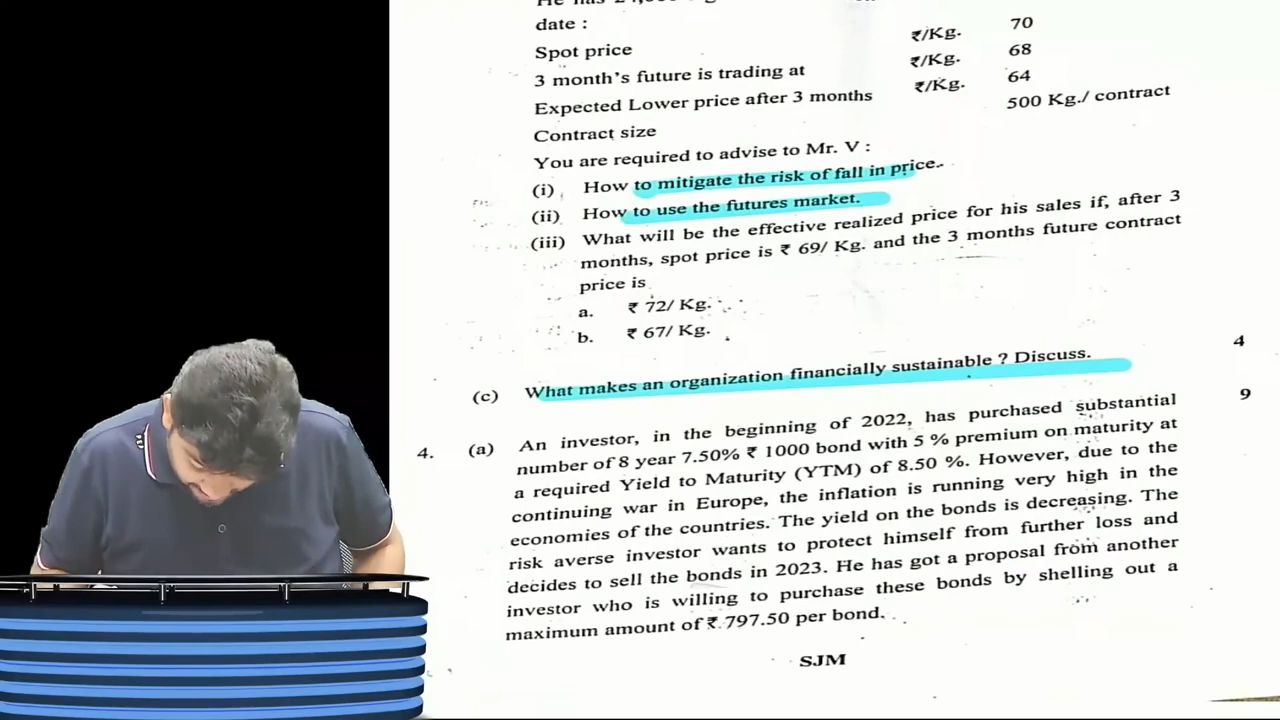 He has
date :
Spot price ₹/Kg. 70
3 month's future is trading at ₹/Kg. 68
Expected Lower price after 3 months ₹/Kg. 64
Contract size 500 Kg./ contract
You are required to advise to Mr. V :
(i) How to mitigate the risk of fall in price.
(ii) How to use the futures market.
(iii) What will be the effective realized price for his sales if, after 3
months, spot price is ₹ 69/ Kg. and the 3 months future contract
price is
a. ₹ 72/ Kg.
b. ₹ 67/ Kg.
(c) What makes an organization financially sustainable ? Discuss. 4
4. (a) An investor, in the beginning of 2022, has purchased substantial 9
number of 8 year 7.50% ₹ 1000 bond with 5 % premium on maturity at
a required Yield to Maturity (YTM) of 8.50 %. However, due to the
continuing war in Europe, the inflation is running very high in the
economies of the countries. The yield on the bonds is decreasing. The
risk averse investor wants to protect himself from further loss and
decides to sell the bonds in 2023. He has got a proposal from another
investor who is willing to purchase these bonds by shelling out a
maximum amount of ₹ 797.50 per bond.
SJM